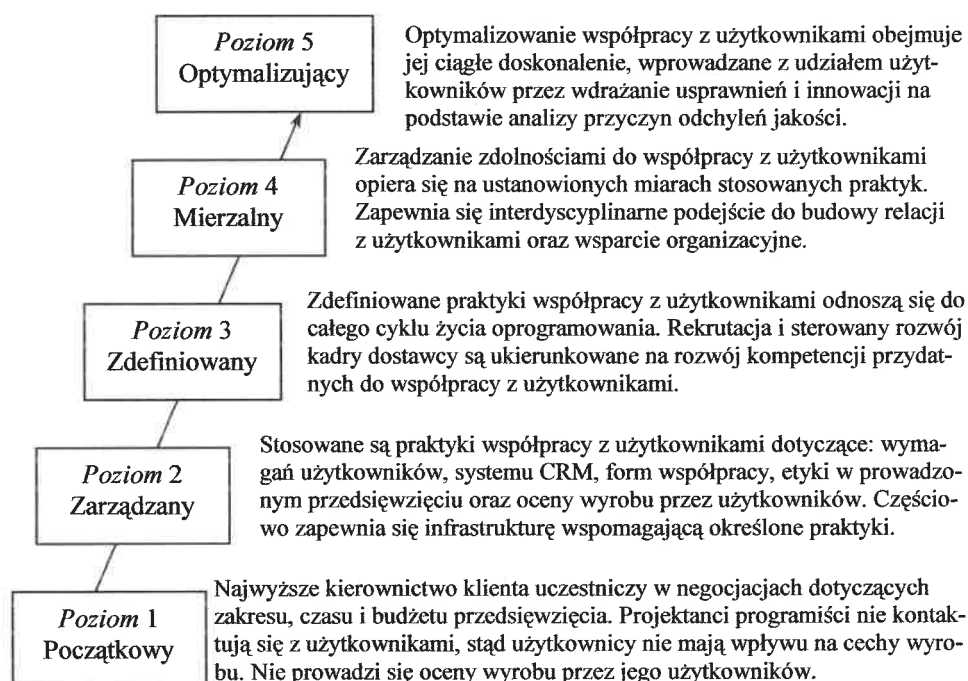 Poziom 5
Optymalizujący
Optymalizowanie współpracy z użytkownikami obejmuje
jej ciągłe doskonalenie, wprowadzane z udziałem użyt-
kowników przez wdrażanie usprawnień i innowacji na
podstawie analizy przyczyn odchyleń jakości.
Poziom 4
Mierzalny
Zarządzanie zdolnościami do współpracy z użytkownikami
opiera się na ustanowionych miarach stosowanych praktyk.
Zapewnia się interdyscyplinarne podejście do budowy relacji
z użytkownikami oraz wsparcie organizacyjne.
Poziom 3
Zdefiniowany
Zdefiniowane praktyki współpracy z użytkownikami odnoszą się do
całego cyklu życia oprogramowania. Rekrutacja i sterowany rozwój
kadry dostawcy są ukierunkowane na rozwój kompetencji przydat-
nych do współpracy z użytkownikami.
Poziom 2
Zarządzany
Stosowane są praktyki współpracy z użytkownikami dotyczące: wyma-
gań użytkowników, systemu CRM, form współpracy, etyki w prowadzo-
nym przedsięwzięciu oraz oceny wyrobu przez użytkowników. Częścio-
wo zapewnia się infrastrukturę wspomagającą określone praktyki.
Poziom 1
Początkowy
Najwyższe kierownictwo klienta uczestniczy w negocjacjach dotyczących
zakresu, czasu i budżetu przedsięwzięcia. Projektanci programiści nie kontak-
tują się z użytkownikami, stąd użytkownicy nie mają wpływu na cechy wyro-
bu. Nie prowadzi się oceny wyrobu przez jego użytkowników.